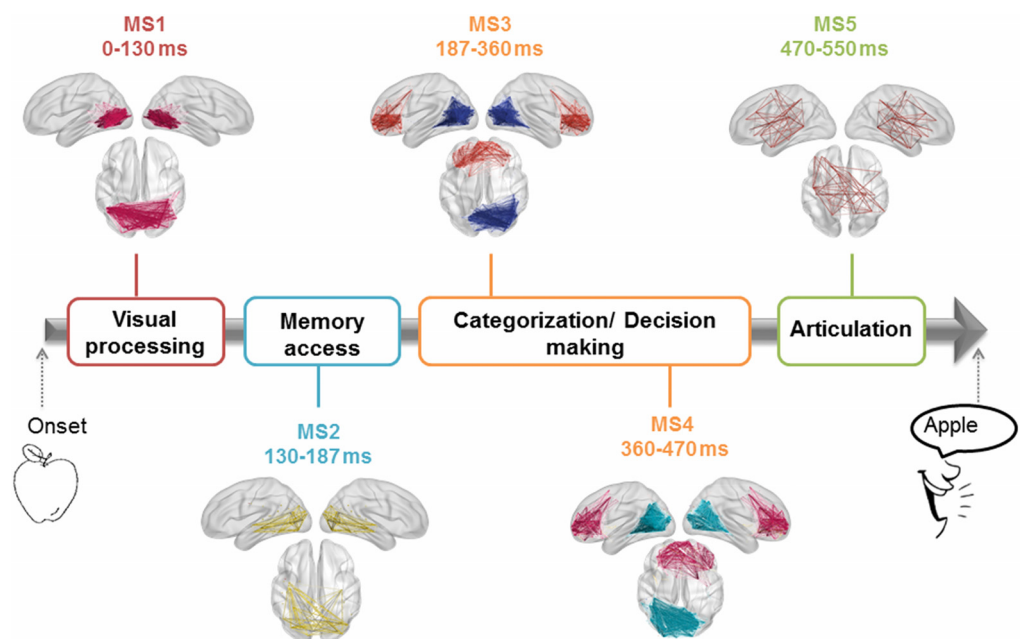 MS1
0-130 ms
MS3
187-360 ms
MS5
470-550 ms
Visual
processing
Memory
access
Categorization/ Decision
making
Articulation
Onset
MS2
130-187 ms
MS4
360-470 ms
Apple